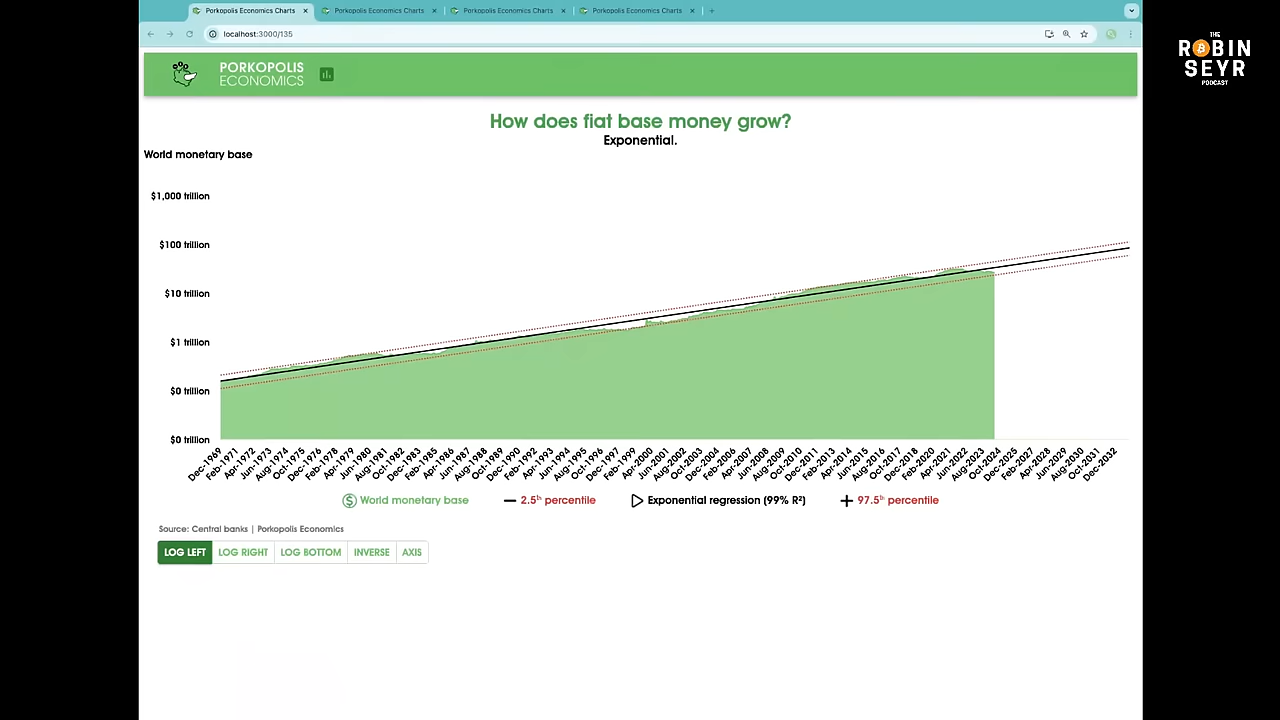 Porkopolis Economics Charts
Porkopolis Economics Charts
Porkopolis Economics Charts
Porkopolis Economics Charts
localhost:3000/135
THE
ROBIN
SEYR
PODCAST
PORKOPOLIS
ECONOMICS
How does fiat base money grow?
Exponential.
World monetary base
$1,000 trillion
$100 trillion
$10 trillion
$1 trillion
$0 trillion
$0 trillion
Dec-1969
Feb-1971
Apr-1972
Jun-1973
Aug-1974
Oct-1975
Dec-1976
Feb-1978
Apr-1979
Jun-1980
Aug-1981
Oct-1982
Dec-1983
Feb-1985
Apr-1986
Jun-1987
Aug-1988
Oct-1989
Dec-1990
Feb-1992
Apr-1993
Jun-1994
Aug-1995
Oct-1996
Dec-1997
Feb-1999
Apr-2000
Jun-2001
Aug-2002
Oct-2003
Dec-2004
Feb-2006
Apr-2007
Jun-2008
Aug-2009
Oct-2010
Dec-2011
Feb-2013
Apr-2014
Jun-2015
Aug-2016
Oct-2017
Dec-2018
Feb-2020
Apr-2021
Jun-2022
Aug-2023
Oct-2024
Dec-2025
Feb-2027
Apr-2028
Jun-2029
Aug-2030
Oct-2031
Dec-2032
World monetary base
2.5ᵗʰ percentile
Exponential regression (99% R²)
97.5ᵗʰ percentile
Source: Central banks | Porkopolis Economics
LOG LEFT
LOG RIGHT
LOG BOTTOM
INVERSE
AXIS